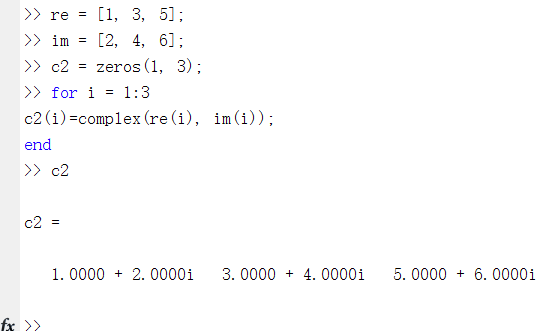 >> re = [1, 3, 5];
>> im = [2, 4, 6];
>> c2 = zeros(1, 3);
>> for i = 1:3
c2(i)=complex(re(i), im(i));
end
>> c2
c2 =
1.0000 + 2.0000i   3.0000 + 4.0000i   5.0000 + 6.0000i
fx >>